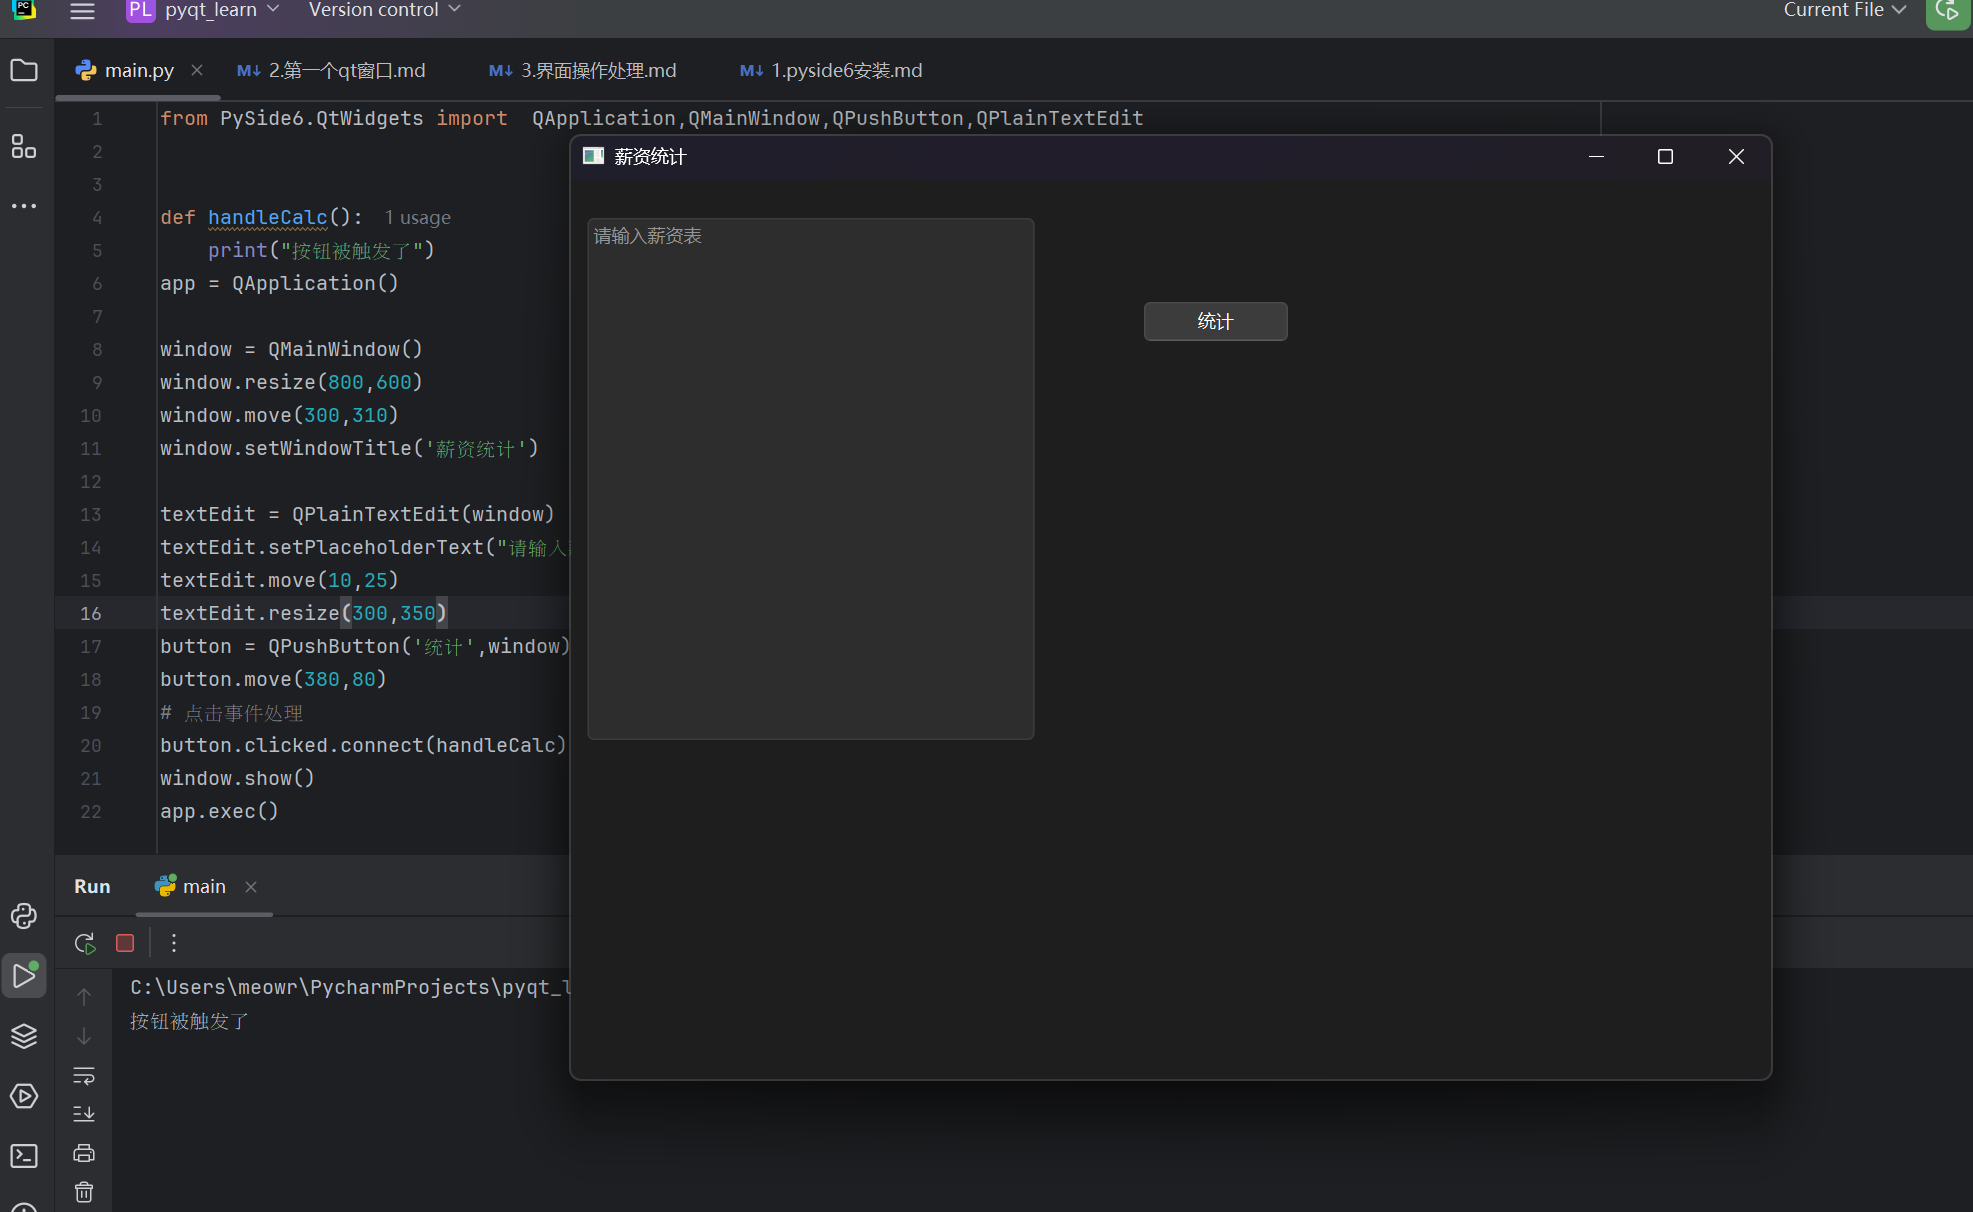 PL pyqt_learn Version control Current File
main.py 2.第一个qt窗口.md 3.界面操作处理.md 1.pyside6安装.md
1 from PySide6.QtWidgets import QApplication,QMainWindow,QPushButton,QPlainTextEdit
2
3
4 def handleCalc(): 1 usage
5 print("按钮被触发了")
6 app = QApplication()
7
8 window = QMainWindow()
9 window.resize(800,600)
10 window.move(300,310)
11 window.setWindowTitle('薪资统计')
12
13 textEdit = QPlainTextEdit(window)
14 textEdit.setPlaceholderText("请输入
15 textEdit.move(10,25)
16 textEdit.resize(300,350)
17 button = QPushButton('统计',window)
18 button.move(380,80)
19 # 点击事件处理
20 button.clicked.connect(handleCalc)
21 window.show()
22 app.exec()
薪资统计
请输入薪资表
统计
Run main
C:\Users\meowr\PycharmProjects\pyqt_l
按钮被触发了